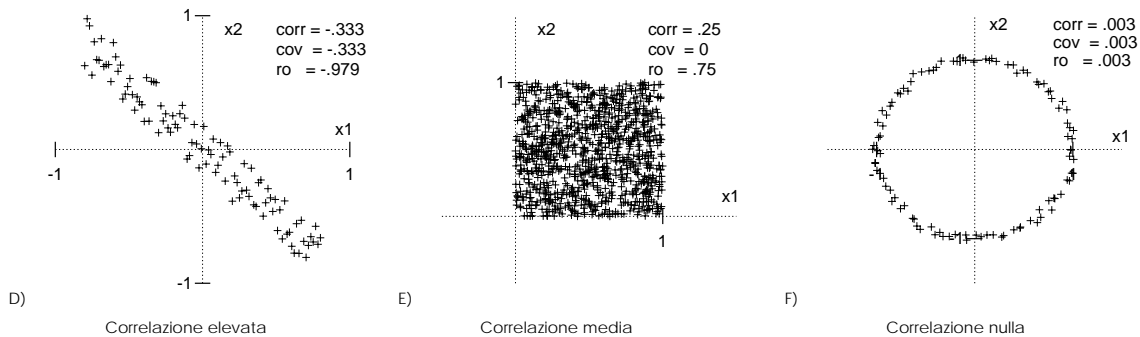 1
x2
corr = -.333
cov = -.333
ro = -.979
x1
-1
1
-1
D)
Correlazione elevata
x2
corr = .25
cov = 0
ro = .75
1
x1
1
E)
Correlazione media
x2
corr = .003
cov = .003
ro = .003
x1
-1
F)
Correlazione nulla